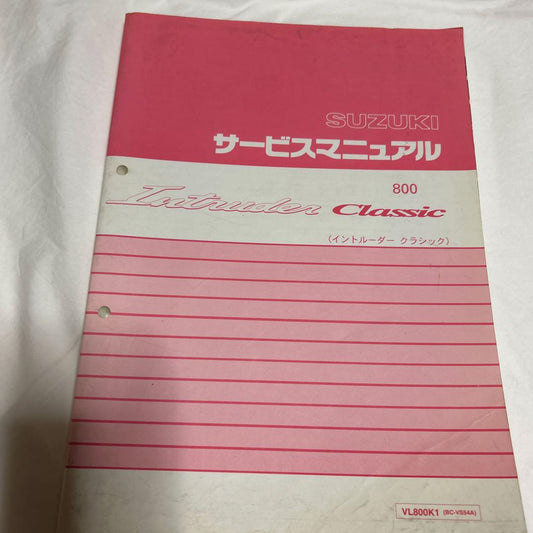 SUZUKI
サービスマニュアル
800
Intruder Classic
(イントルーダー クラシック)
VL800K1 (BC-VS54A)